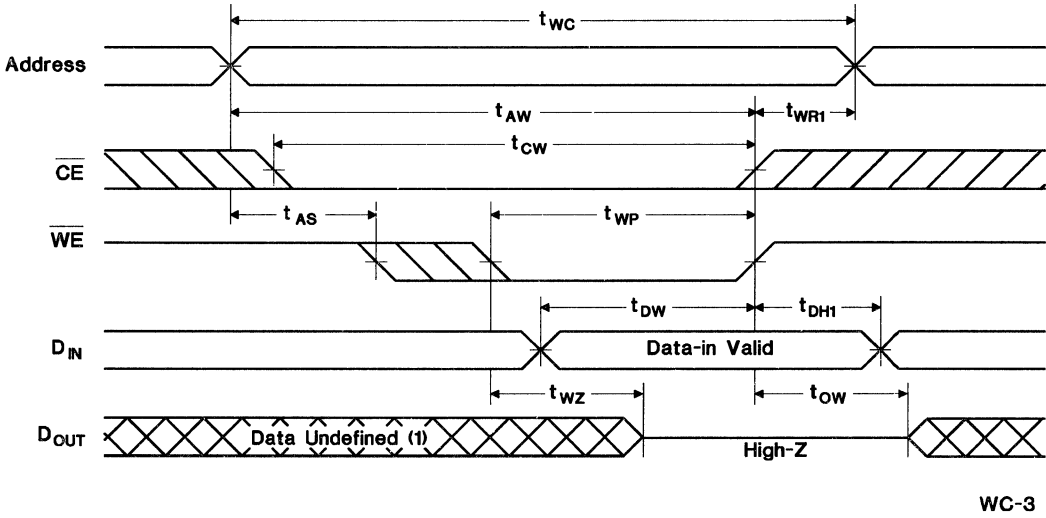 tWC
Address
tAW
tWR1
tCW
CE
tAS
tWP
WE
tDW
tDH1
DIN
Data-in Valid
tWZ
tOW
DOUT
Data Undefined (1)
High-Z
WC-3